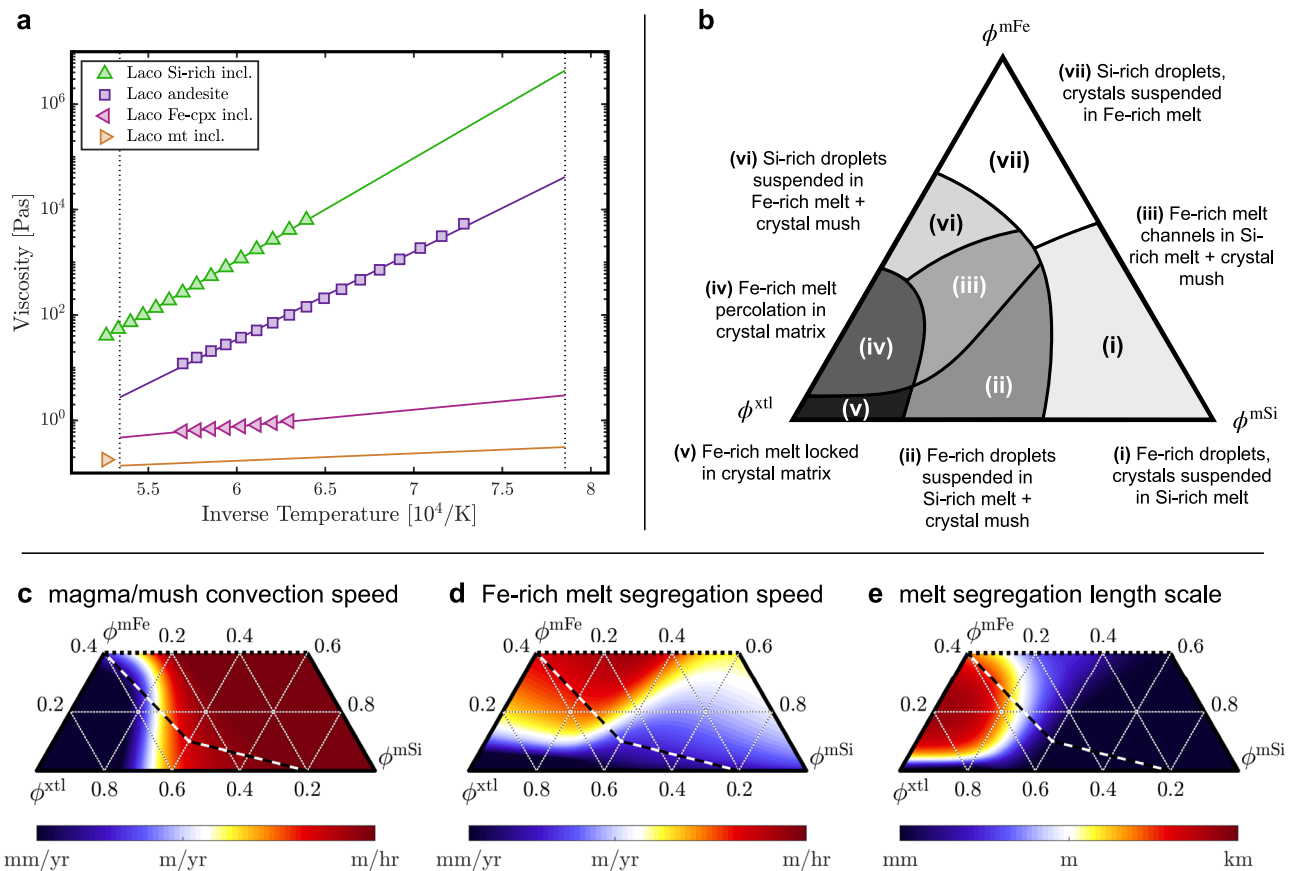 a
Laco Si-rich incl.
Laco andesite
Laco Fe-cpx incl.
Laco mt incl.
10^6
10^4
10^2
10^0
Viscosity [Pas]
5.5 6 6.5 7 7.5 8
Inverse Temperature [10^4/K]
b
ϕ^mFe
(vii) Si-rich droplets,
crystals suspended
in Fe-rich melt
(vi) Si-rich droplets
suspended in
Fe-rich melt +
crystal mush
(iii) Fe-rich melt
channels in Si-
rich melt + crystal
mush
(iv) Fe-rich melt
percolation in
crystal matrix
(vii)
(vi)
(iii)
(iv)
(i)
(ii)
(v)
ϕ^xtl
ϕ^mSi
(v) Fe-rich melt locked
in crystal matrix
(ii) Fe-rich droplets
suspended in
Si-rich melt +
crystal mush
(i) Fe-rich droplets,
crystals suspended
in Si-rich melt
c magma/mush convection speed
ϕ^mFe
0.4 0.2 0.4 0.6
0.2 0.8
ϕ^mSi
ϕ^xtl 0.8 0.6 0.4 0.2
mm/yr m/yr m/hr
d Fe-rich melt segregation speed
ϕ^mFe
0.4 0.2 0.4 0.6
0.2 0.8
ϕ^mSi
ϕ^xtl 0.8 0.6 0.4 0.2
mm/yr m/yr m/hr
e melt segregation length scale
ϕ^mFe
0.4 0.2 0.4 0.6
0.2 0.8
ϕ^mSi
ϕ^xtl 0.8 0.6 0.4 0.2
mm m km